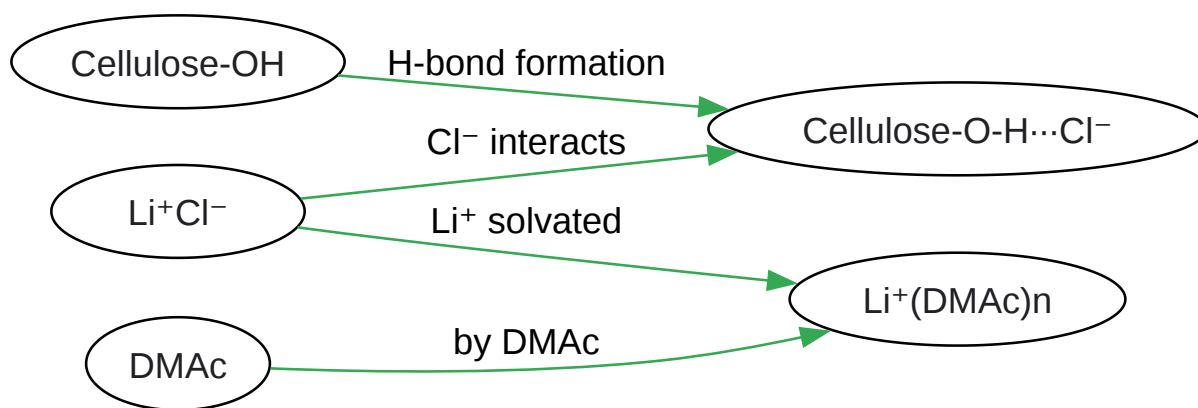 Cellulose-OH
H-bond formation
Cellulose-O-H···Cl⁻
Cl⁻ interacts
Li⁺Cl⁻
Li⁺ solvated
Li⁺(DMAc)n
by DMAc
DMAc